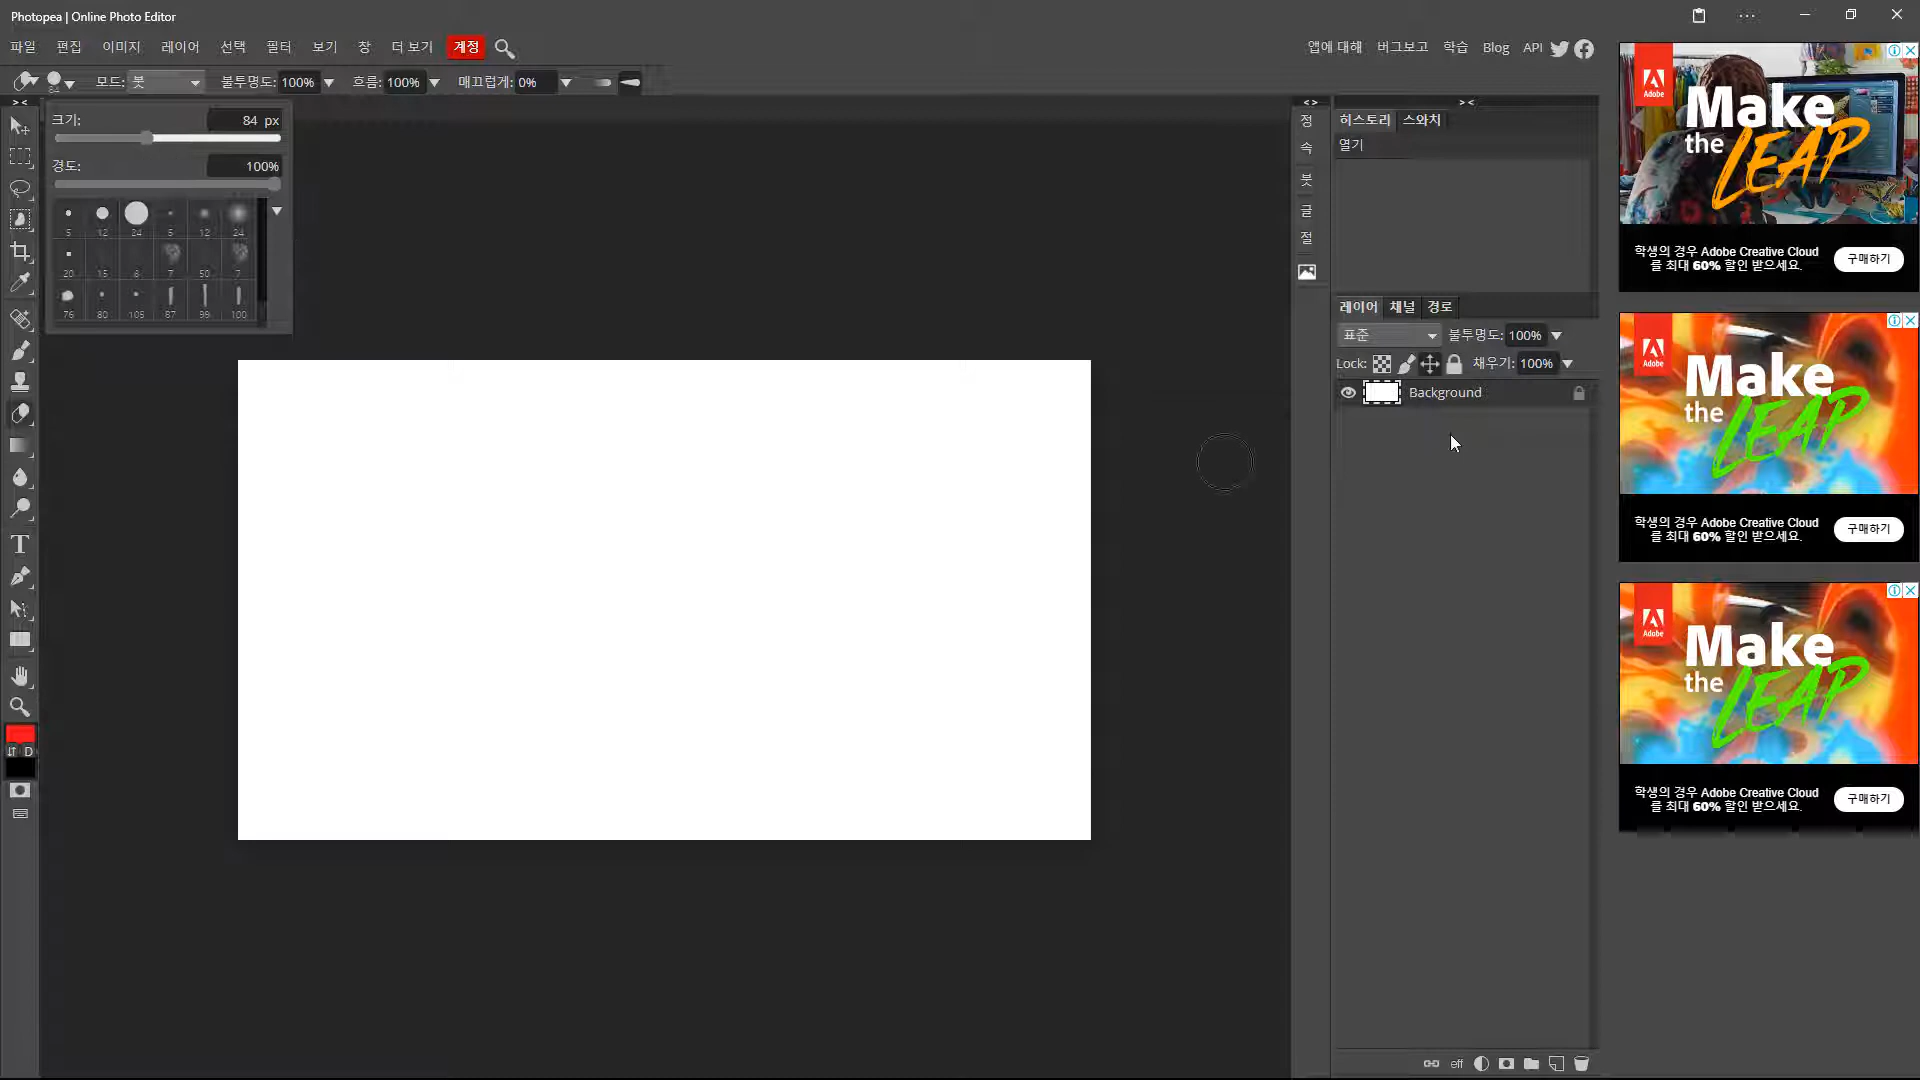 Photopea | Online Photo Editor
파일 편집 이미지 레이어 선택 필터 보기 창 더 보기 계정
앱에 대해 버그보고 학습 Blog API
84 모드: 붓 불투명도: 100% 흐름: 100% 매끄럽게: 0%
크기: 84 px
경도: 100%
5 12 24 5 12 24
20 15 6 7 50 7
76 80 105 87 99 100
T
D
정
속
붓
글
절
히스토리 스와치
열기
레이어 채널 경로
표준 불투명도: 100%
Lock: 채우기: 100%
Background
eff
Adobe
Make
the LEAP
학생의 경우 Adobe Creative Cloud
를 최대 60% 할인 받으세요.
구매하기
Adobe
Make
the LEAP
학생의 경우 Adobe Creative Cloud
를 최대 60% 할인 받으세요.
구매하기
Adobe
Make
the LEAP
학생의 경우 Adobe Creative Cloud
를 최대 60% 할인 받으세요.
구매하기